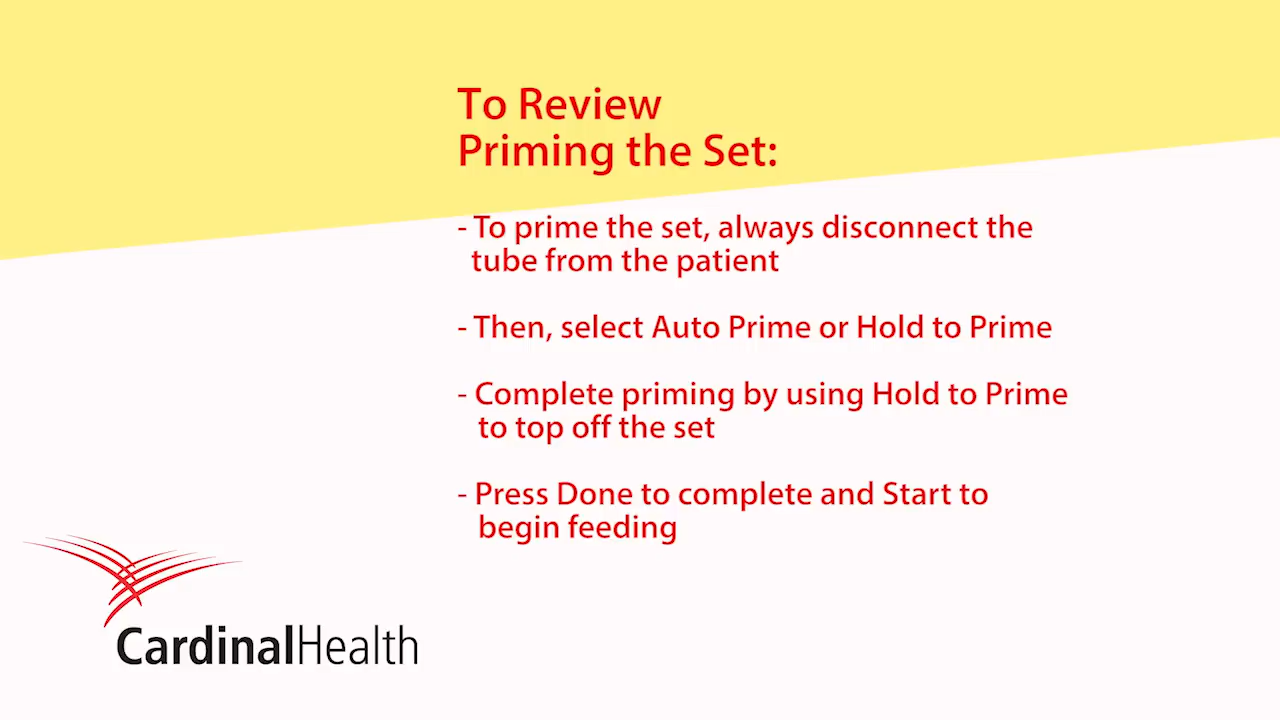 To Review
Priming the Set:
- To prime the set, always disconnect the
tube from the patient
- Then, select Auto Prime or Hold to Prime
- Complete priming by using Hold to Prime
to top off the set
- Press Done to complete and Start to
begin feeding
CardinalHealth